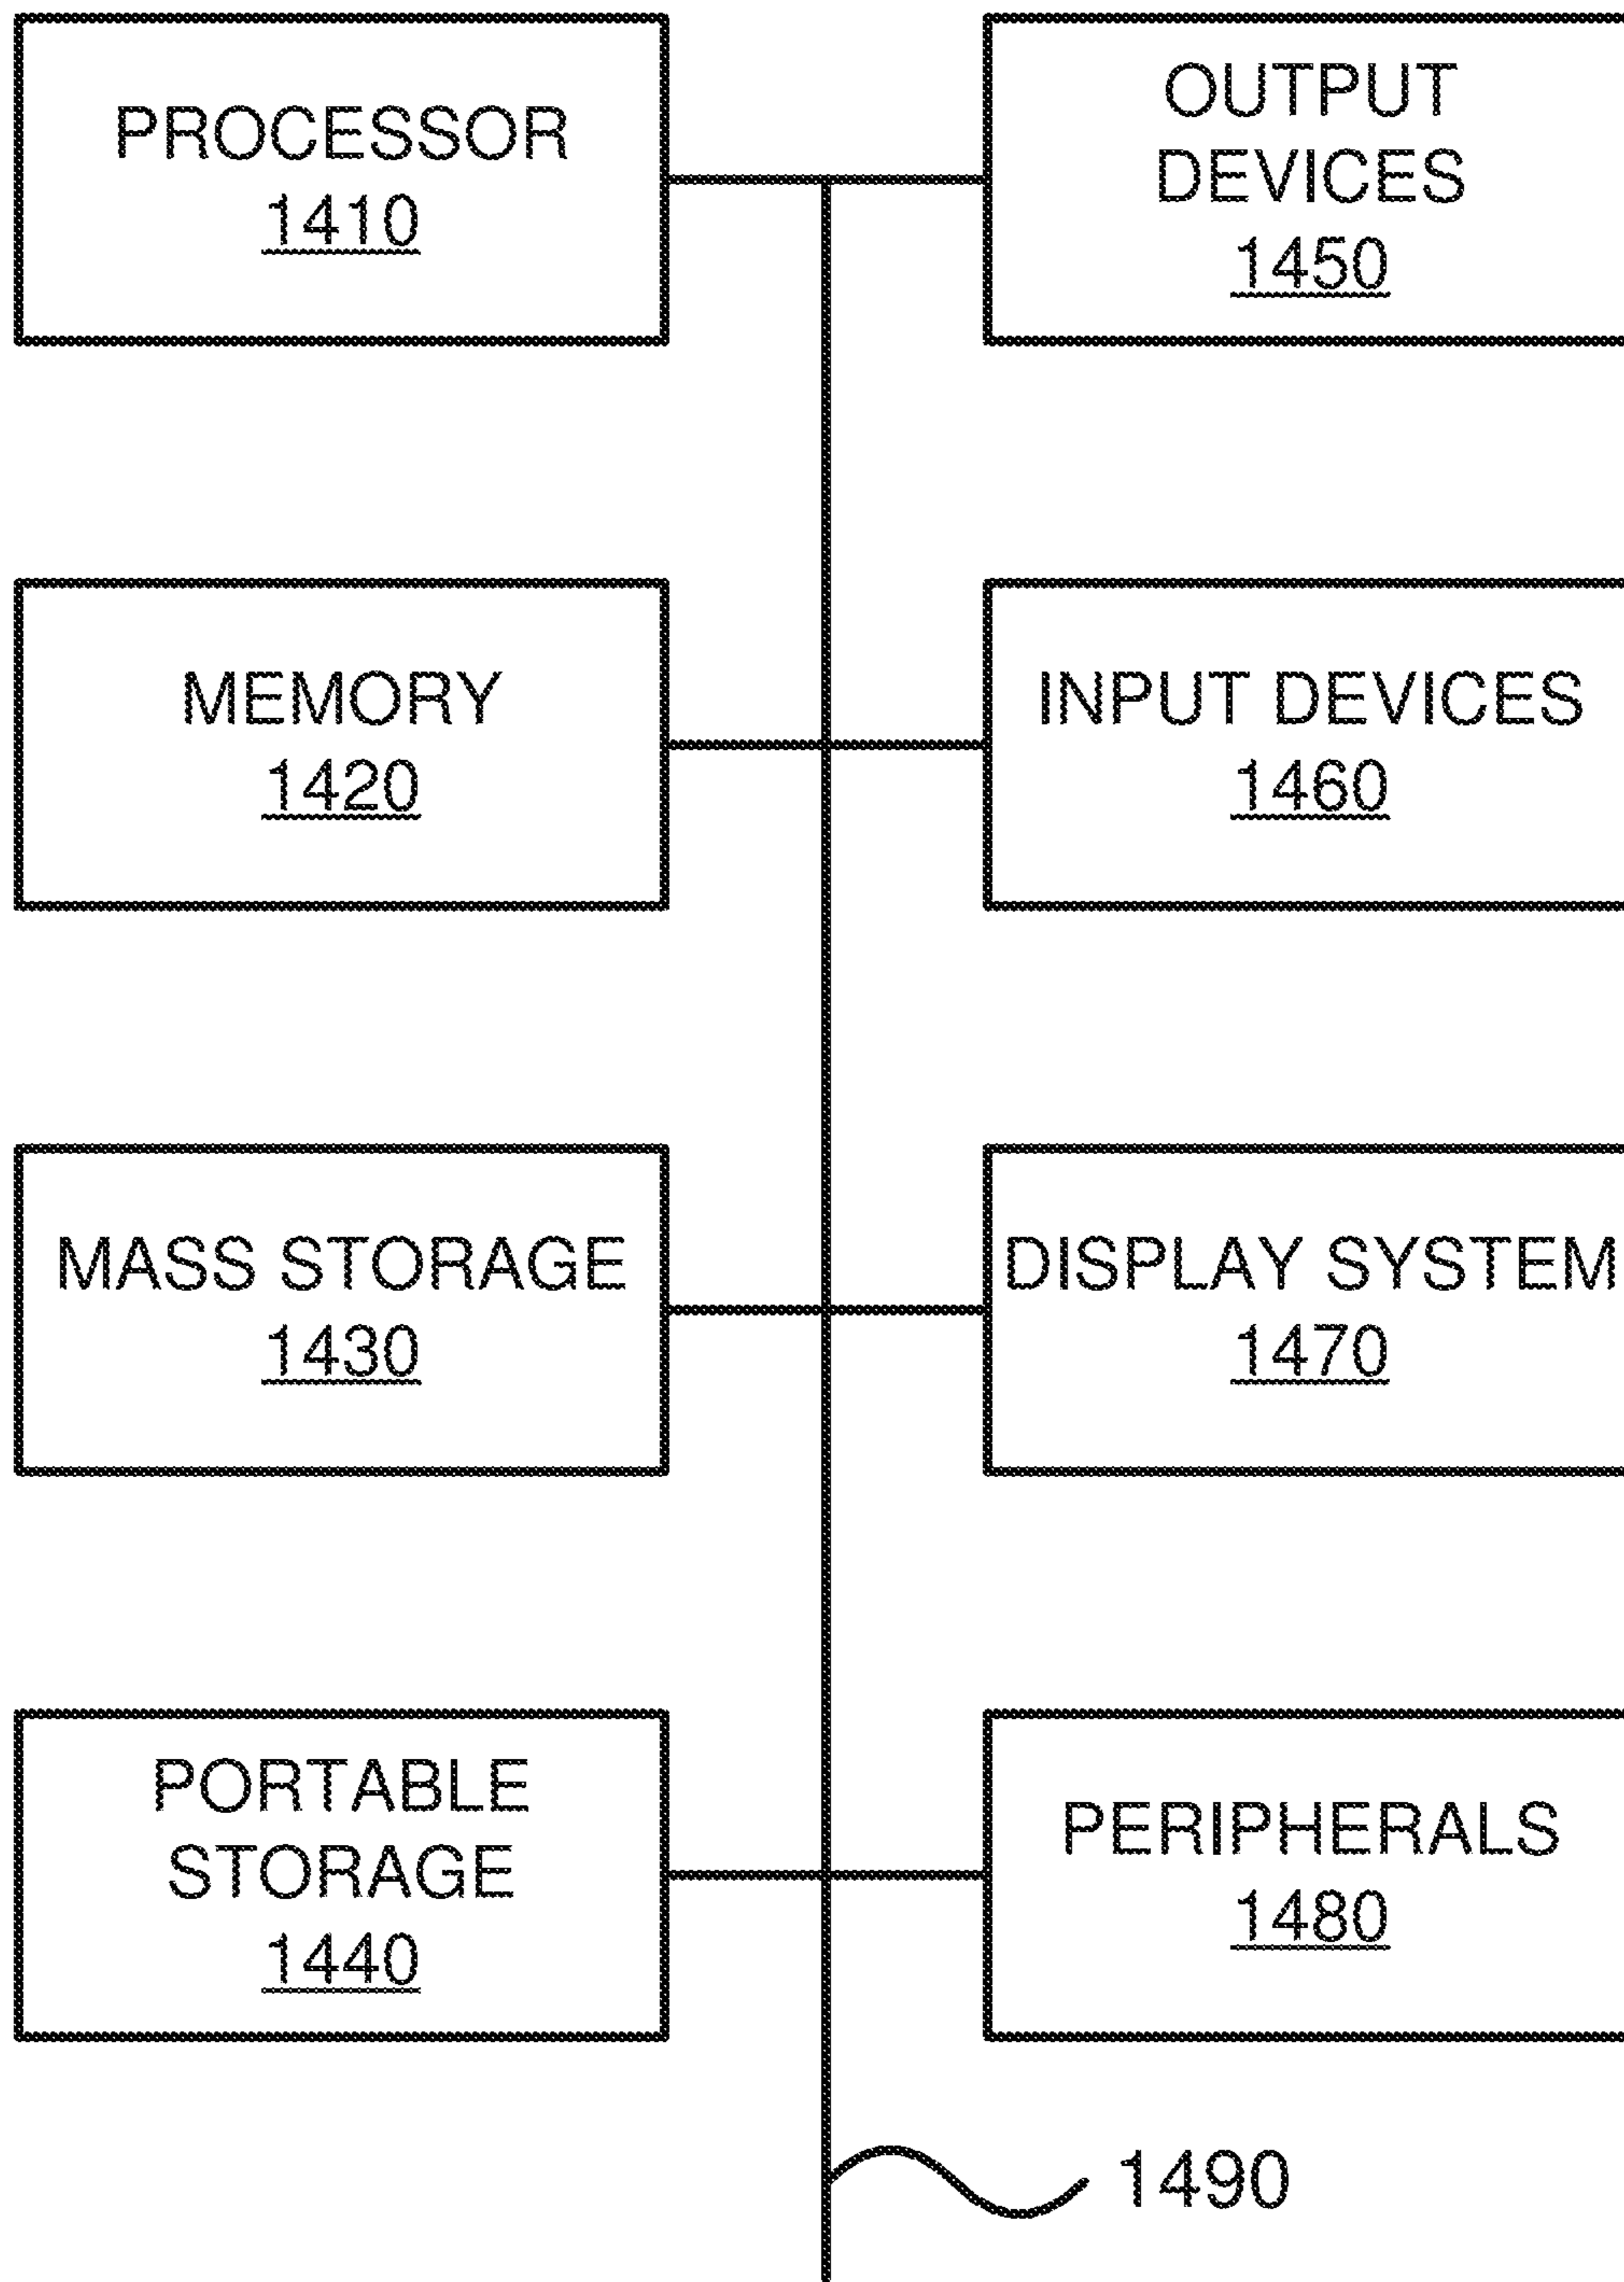 PROCESSOR
1410
OUTPUT
DEVICES
1450
MEMORY
1420
INPUT DEVICES
1460
MASS STORAGE
1430
DISPLAY SYSTEM
1470
PORTABLE
STORAGE
1440
PERIPHERALS
1480
1490